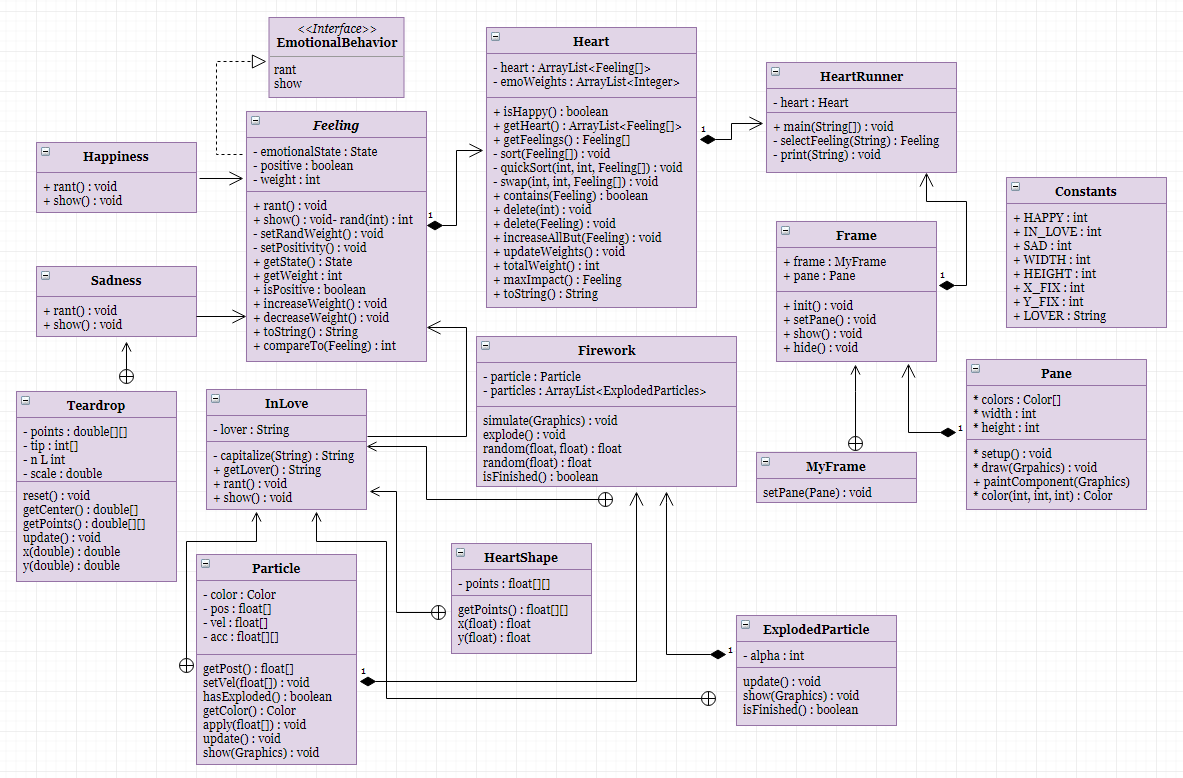 <<Interface>>
EmotionalBehavior
rant
show
Heart
- heart : ArrayList<Feeling[]>
- emoWeights : ArrayList<Integer>
+ isHappy() : boolean
+ getHeart() : ArrayList<Feeling[]>
+ getFeelings() : Feeling[]
- sort(Feeling[]) : void
- quickSort(int, int, Feeling[]) : void
- swap(int, int, Feeling[]) : void
+ contains(Feeling) : boolean
+ delete(int) : void
+ delete(Feeling) : void
+ increaseAllBut(Feeling) : void
+ updateWeights() : void
+ totalWeight() : int
+ maxImpact() : Feeling
+ toString() : String
1
HeartRunner
- heart : Heart
+ main(String[]) : void
- selectFeeling(String) : Feeling
- print(String) : void
Feeling
- emotionalState : State
- positive : boolean
- weight : int
+ rant() : void
+ show() : void- rand(int) : int
- setRandWeight() : void
- setPositivity() : void
+ getState() : State
+ getWeight : int
+ isPositive : boolean
+ increaseWeight() : void
+ decreaseWeight() : void
+ toString() : String
+ compareTo(Feeling) : int
1
Happiness
+ rant() : void
+ show() : void
Constants
+ HAPPY : int
+ IN_LOVE : int
+ SAD : int
+ WIDTH : int
+ HEIGHT : int
+ X_FIX : int
+ Y_FIX : int
+ LOVER : String
Frame
+ frame : MyFrame
+ pane : Pane
+ init() : void
+ setPane() : void
+ show() : void
+ hide() : void
1
Sadness
+ rant() : void
+ show() : void
Firework
- particle : Particle
- particles : ArrayList<ExplodedParticles>
simulate(Graphics) : void
explode() : void
random(float, float) : float
random(float) : float
isFinished() : boolean
Pane
* colors : Color[]
* width : int
* height : int
* setup() : void
* draw(Grpahics) : void
+ paintComponent(Graphics)
* color(int, int, int) : Color
1
Teardrop
- points : double[][]
- tip : int[]
- n L int
- scale : double
reset() : void
getCenter() : double[]
getPoints() : double[][]
update() : void
x(double) : double
y(double) : double
InLove
- lover : String
- capitalize(String) : String
+ getLover() : String
+ rant() : void
+ show() : void
MyFrame
setPane(Pane) : void
Particle
- color : Color
- pos : float[]
- vel : float[]
- acc : float[][]
getPost() : float[]
setVel(float[]) : void
hasExploded() : boolean
getColor() : Color
apply(float[]) : void
update() : void
show(Graphics) : void
1
HeartShape
- points : float[][]
getPoints() : float[][]
x(float) : float
y(float) : float
ExplodedParticle
- alpha : int
update() : void
show(Graphics) : void
isFinished() : boolean
1